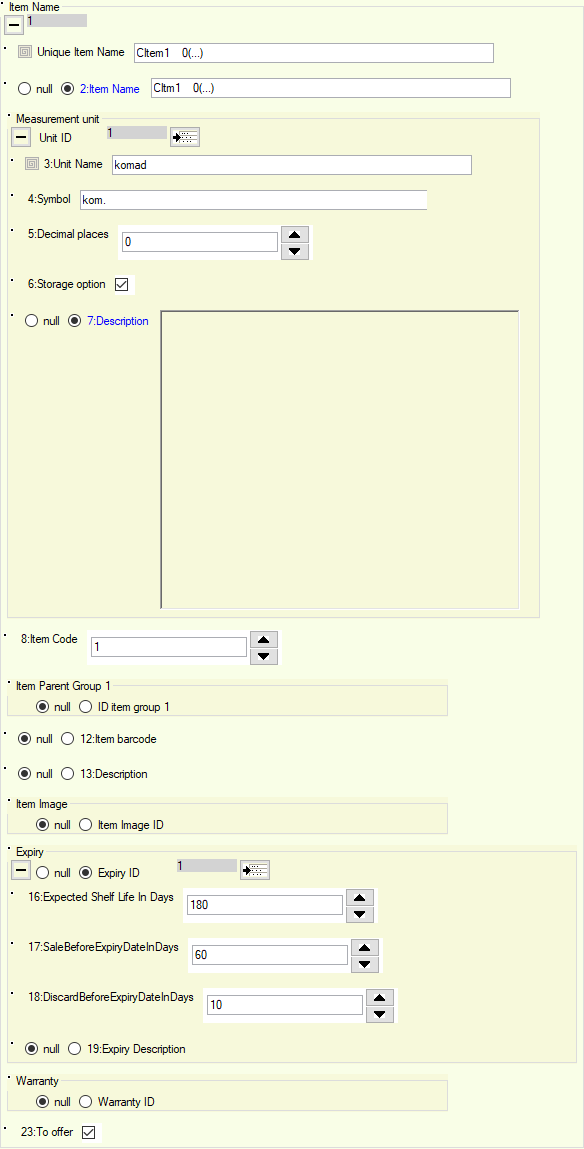 Item Name
1
Unique Item Name CItem1 0(...)
null 2:Item Name CItm1 0(...)
Measurement unit
Unit ID 1
3:Unit Name komad
4:Symbol kom.
5:Decimal places 0
6:Storage option
null 7:Description
8:Item Code 1
Item Parent Group 1
null ID item group 1
null 12:Item barcode
null 13:Description
Item Image
null Item Image ID
Expiry
null Expiry ID 1
16:Expected Shelf Life In Days 180
17:SaleBeforeExpiryDateInDays 60
18:DiscardBeforeExpiryDateInDays 10
null 19:Expiry Description
Warranty
null Warranty ID
23:To offer